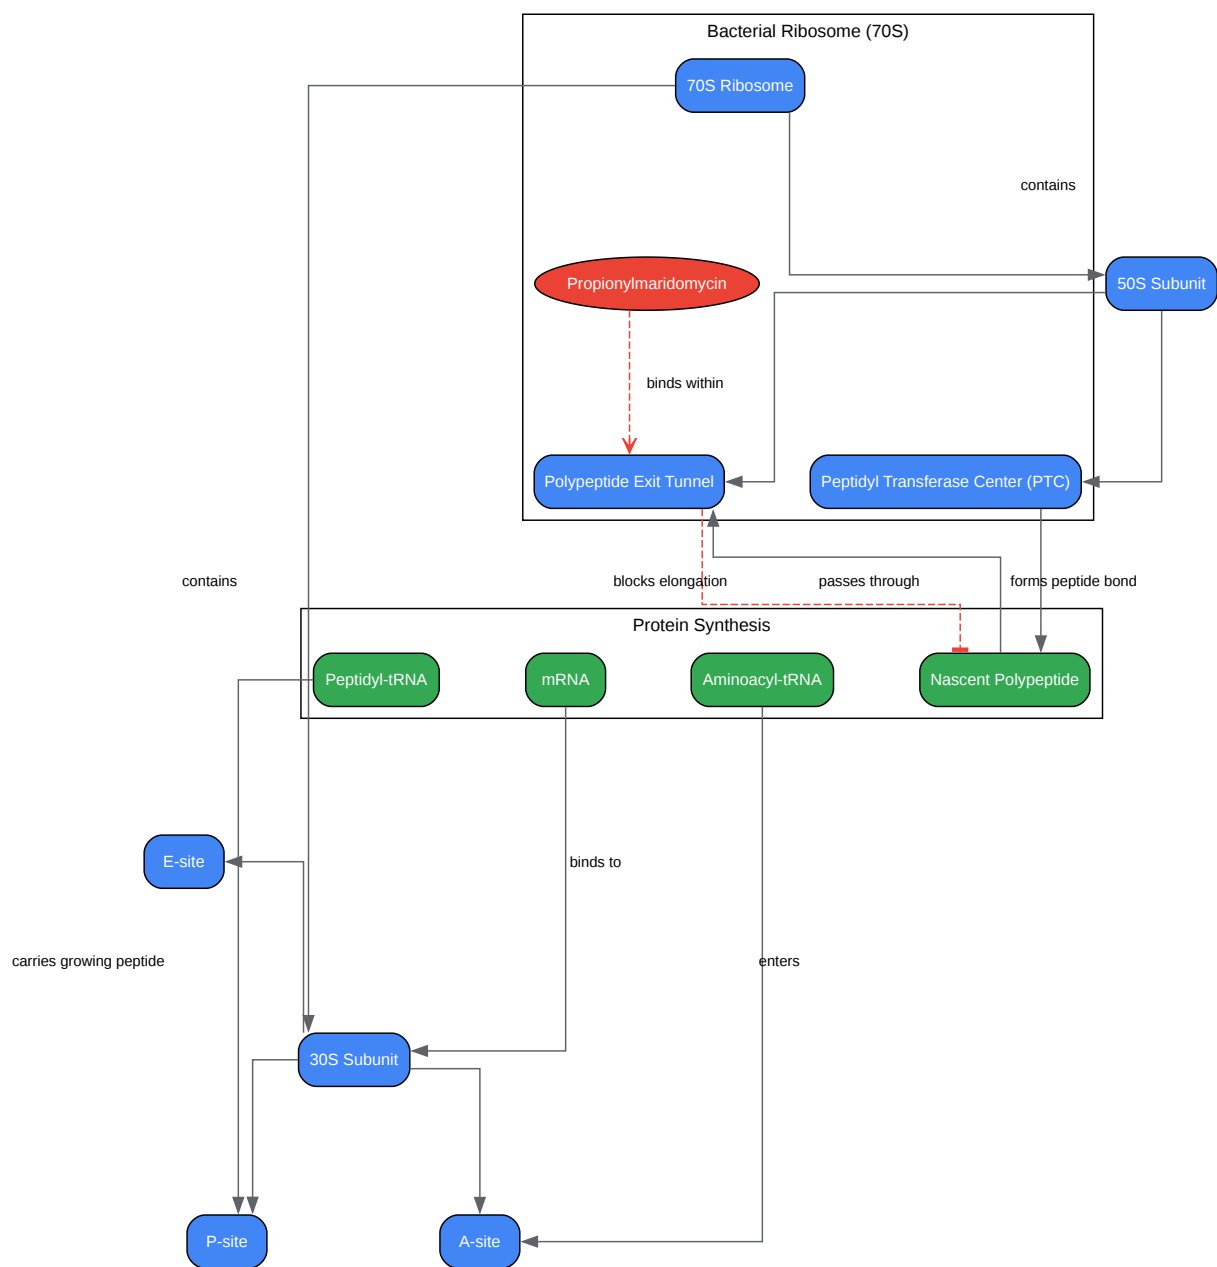 Bacterial Ribosome (70S)
70S Ribosome
contains
Propionylmaridomycin
50S Subunit
binds within
Polypeptide Exit Tunnel
Peptidyl Transferase Center (PTC)
contains
blocks elongation
passes through
forms peptide bond
Protein Synthesis
Peptidyl-tRNA
mRNA
Aminoacyl-tRNA
Nascent Polypeptide
E-site
binds to
carries growing peptide
enters
30S Subunit
P-site
A-site